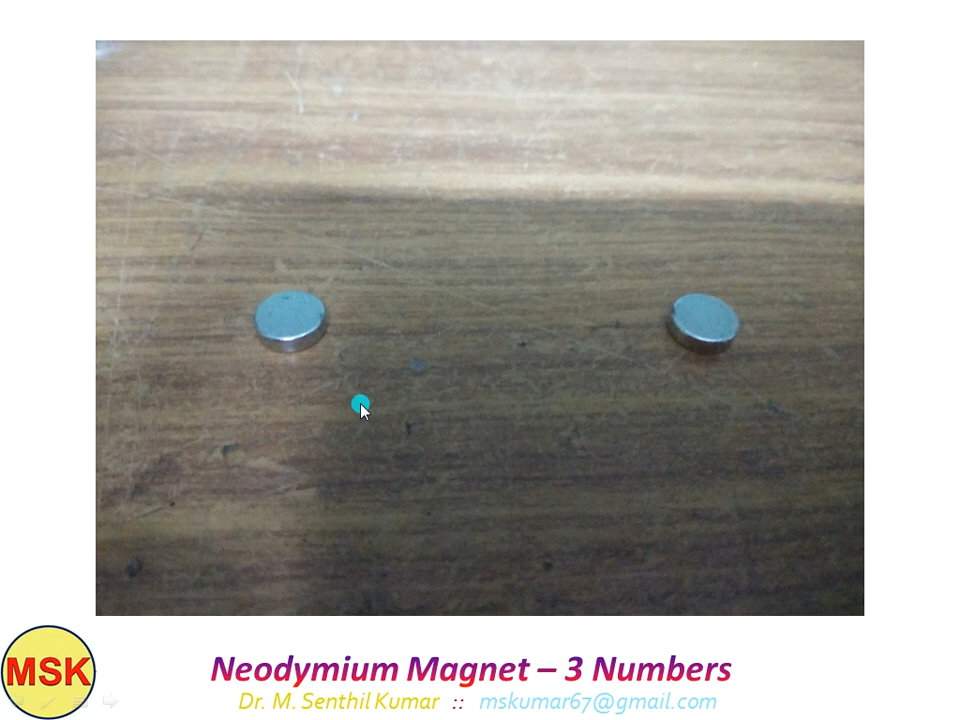 MSK
Neodymium Magnet – 3 Numbers
Dr. M. Senthil Kumar :: mskumar67@gmail.com